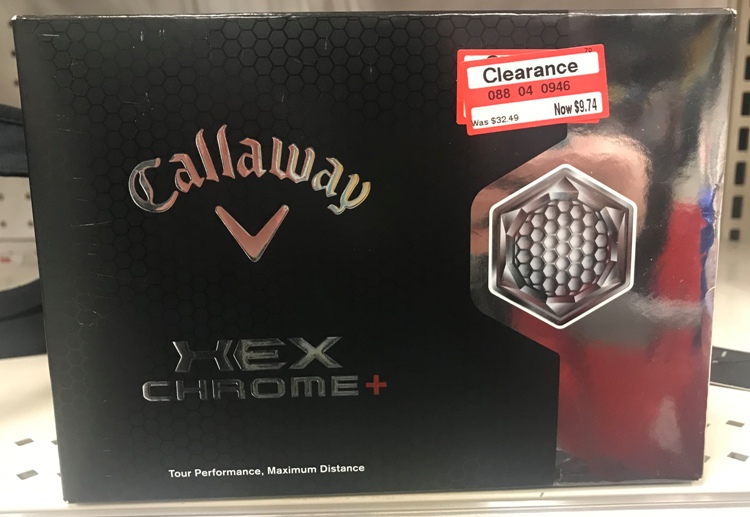 Clearance
088 04 0946
Was $32.49 Now $9.74
Callaway
HEX
CHROME+
Tour Performance, Maximum Distance